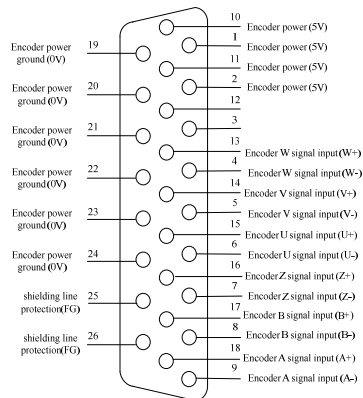 10 Encoder power (5V)
1 Encoder power (5V)
11 Encoder power (5V)
2 Encoder power (5V)
12
3
13 Encoder W signal input (W+)
4 Encoder W signal input (W-)
14 Encoder V signal input (V+)
5 Encoder V signal input (V-)
15 Encoder U signal input (U+)
6 Encoder U signal input (U-)
16 Encoder Z signal input (Z+)
7 Encoder Z signal input (Z-)
17 Encoder B signal input (B+)
8 Encoder B signal input (B-)
18 Encoder A signal input (A+)
9 Encoder A signal input (A-)
Encoder power 19
ground (0V)
Encoder power 20
ground (0V)
Encoder power 21
ground (0V)
Encoder power 22
ground (0V)
Encoder power 23
ground (0V)
Encoder power 24
ground (0V)
shielding line 25
protection(FG)
shielding line 26
protection(FG)